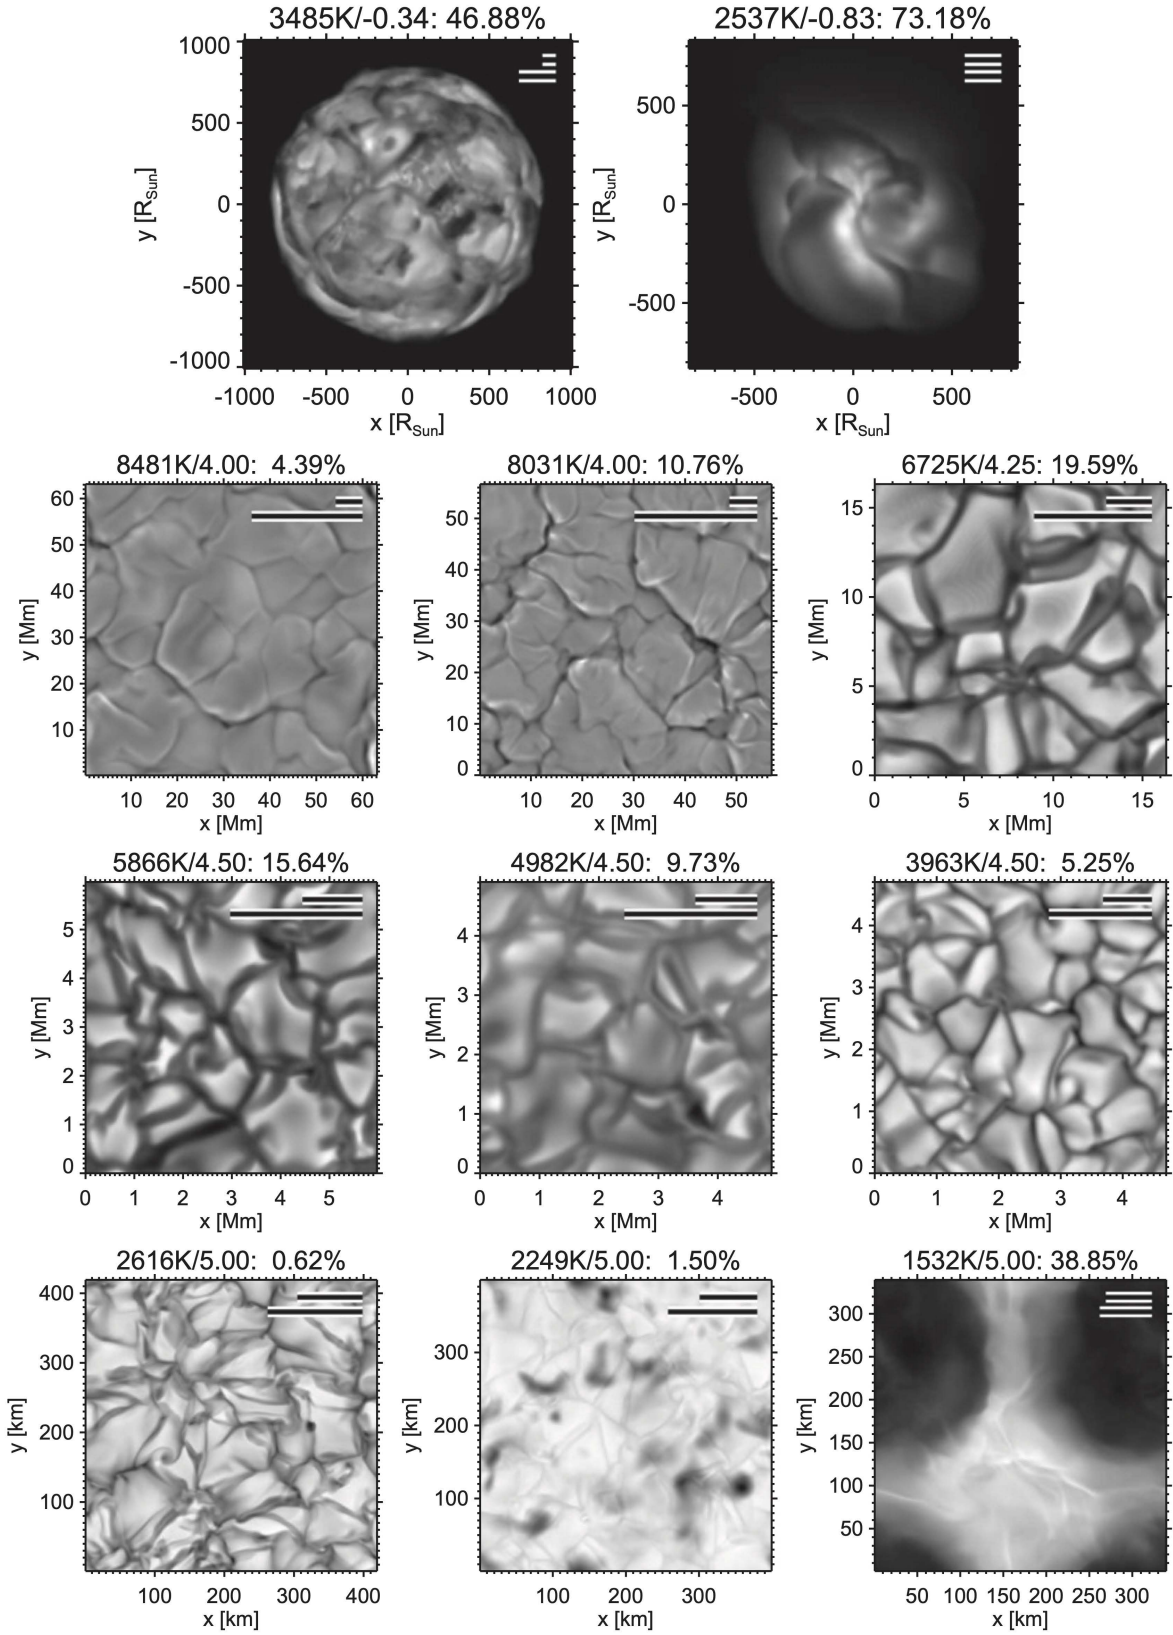 3485K/-0.34: 46.88%
2537K/-0.83: 73.18%
1000
500
0
-500
-1000
y [RSun]
-1000 -500 0 500 1000
x [RSun]
500
0
-500
y [RSun]
-500 0 500
x [RSun]
8481K/4.00: 4.39%
8031K/4.00: 10.76%
6725K/4.25: 19.59%
60
50
40
30
20
10
y [Mm]
10 20 30 40 50 60
x [Mm]
50
40
30
20
10
0
y [Mm]
10 20 30 40 50
x [Mm]
15
10
5
0
y [Mm]
0 5 10 15
x [Mm]
5866K/4.50: 15.64%
4982K/4.50: 9.73%
3963K/4.50: 5.25%
5
4
3
2
1
0
y [Mm]
0 1 2 3 4 5
x [Mm]
4
3
2
1
0
y [Mm]
0 1 2 3 4
x [Mm]
4
3
2
1
0
y [Mm]
0 1 2 3 4
x [Mm]
2616K/5.00: 0.62%
2249K/5.00: 1.50%
1532K/5.00: 38.85%
400
300
200
100
y [km]
100 200 300 400
x [km]
300
200
100
y [km]
100 200 300
x [km]
300
250
200
150
100
50
y [km]
50 100 150 200 250 300
x [km]